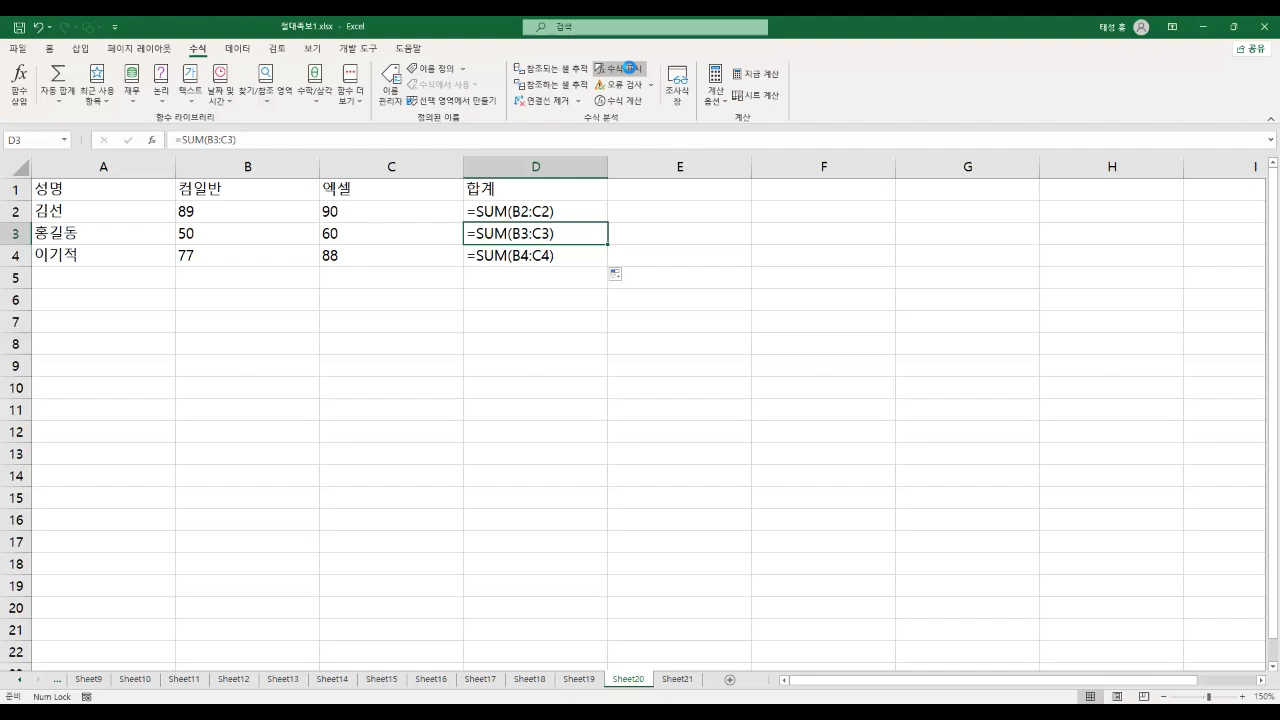 절대족보1.xlsx - Excel
검색
태성 홍
파일 홈 삽입 페이지 레이아웃 수식 데이터 검토 보기 개발 도구 도움말
공유
함수 삽입
자동 합계
최근 사용 항목
재무
논리
텍스트
날짜 및 시간
찾기/참조 영역
수학/삼각
함수 더 보기
함수 라이브러리
이름 관리자
이름 정의
수식에서 사용
선택 영역에서 만들기
정의된 이름
참조되는 셀 추적
참조하는 셀 추적
연결선 제거
수식
오류 검사
수식 계산
수식 분석
조사식 창
계산 옵션
지금 계산
시트 계산
계산
D3 fx =SUM(B3:C3)
A B C D E F G H I
1 성명 컴일반 엑셀 합계
2 김선 89 90 =SUM(B2:C2)
3 홍길동 50 60 =SUM(B3:C3)
4 이기적 77 88 =SUM(B4:C4)
5
6
7
8
9
10
11
12
13
14
15
16
17
18
19
20
21
22
... Sheet9 Sheet10 Sheet11 Sheet12 Sheet13 Sheet14 Sheet15 Sheet16 Sheet17 Sheet18 Sheet19 Sheet20 Sheet21
준비 Num Lock 150%